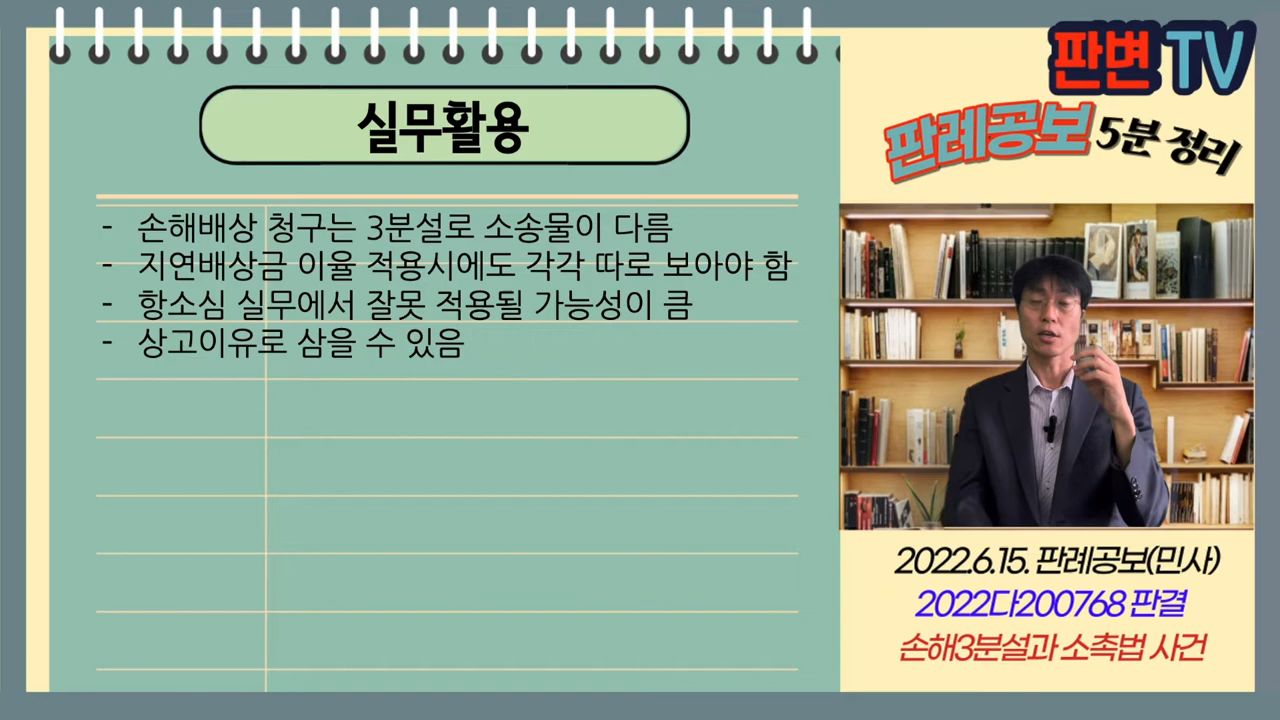 실무활용
- 손해배상 청구는 3분설로 소송물이 다름
- 지연배상금 이율 적용시에도 각각 따로 보아야 함
- 항소심 실무에서 잘못 적용될 가능성이 큼
- 상고이유로 삼을 수 있음
판변 TV
판례공보 5분 정리
2022.6.15. 판례공보(민사)
2022다200768 판결
손해3분설과 소촉법 사건